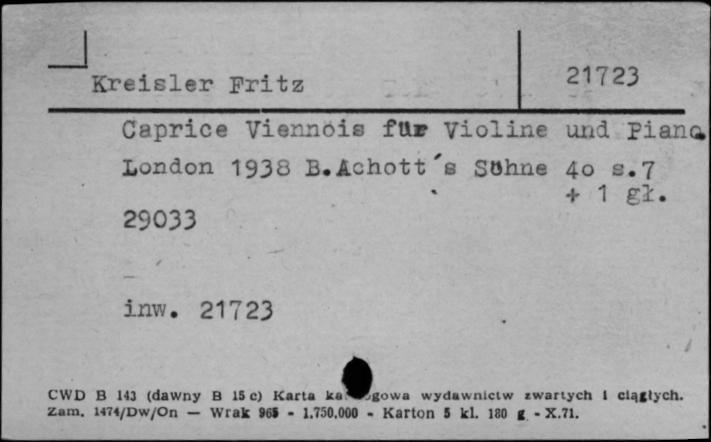 Kreisler Fritz 21723
Caprice Viennois für Violine und Piano
London 1938 B.Achott´s Söhne 4o s.7
+ 1 gł.
29033
inw. 21723
CWD B 143 (dawny B 15 c) Karta wydawnictw zwartych i ciągłych.
Zam. 1474/Dw/On — Wrak 965 - 1.750.000 - Karton 5 kl. 180 g - X.71.